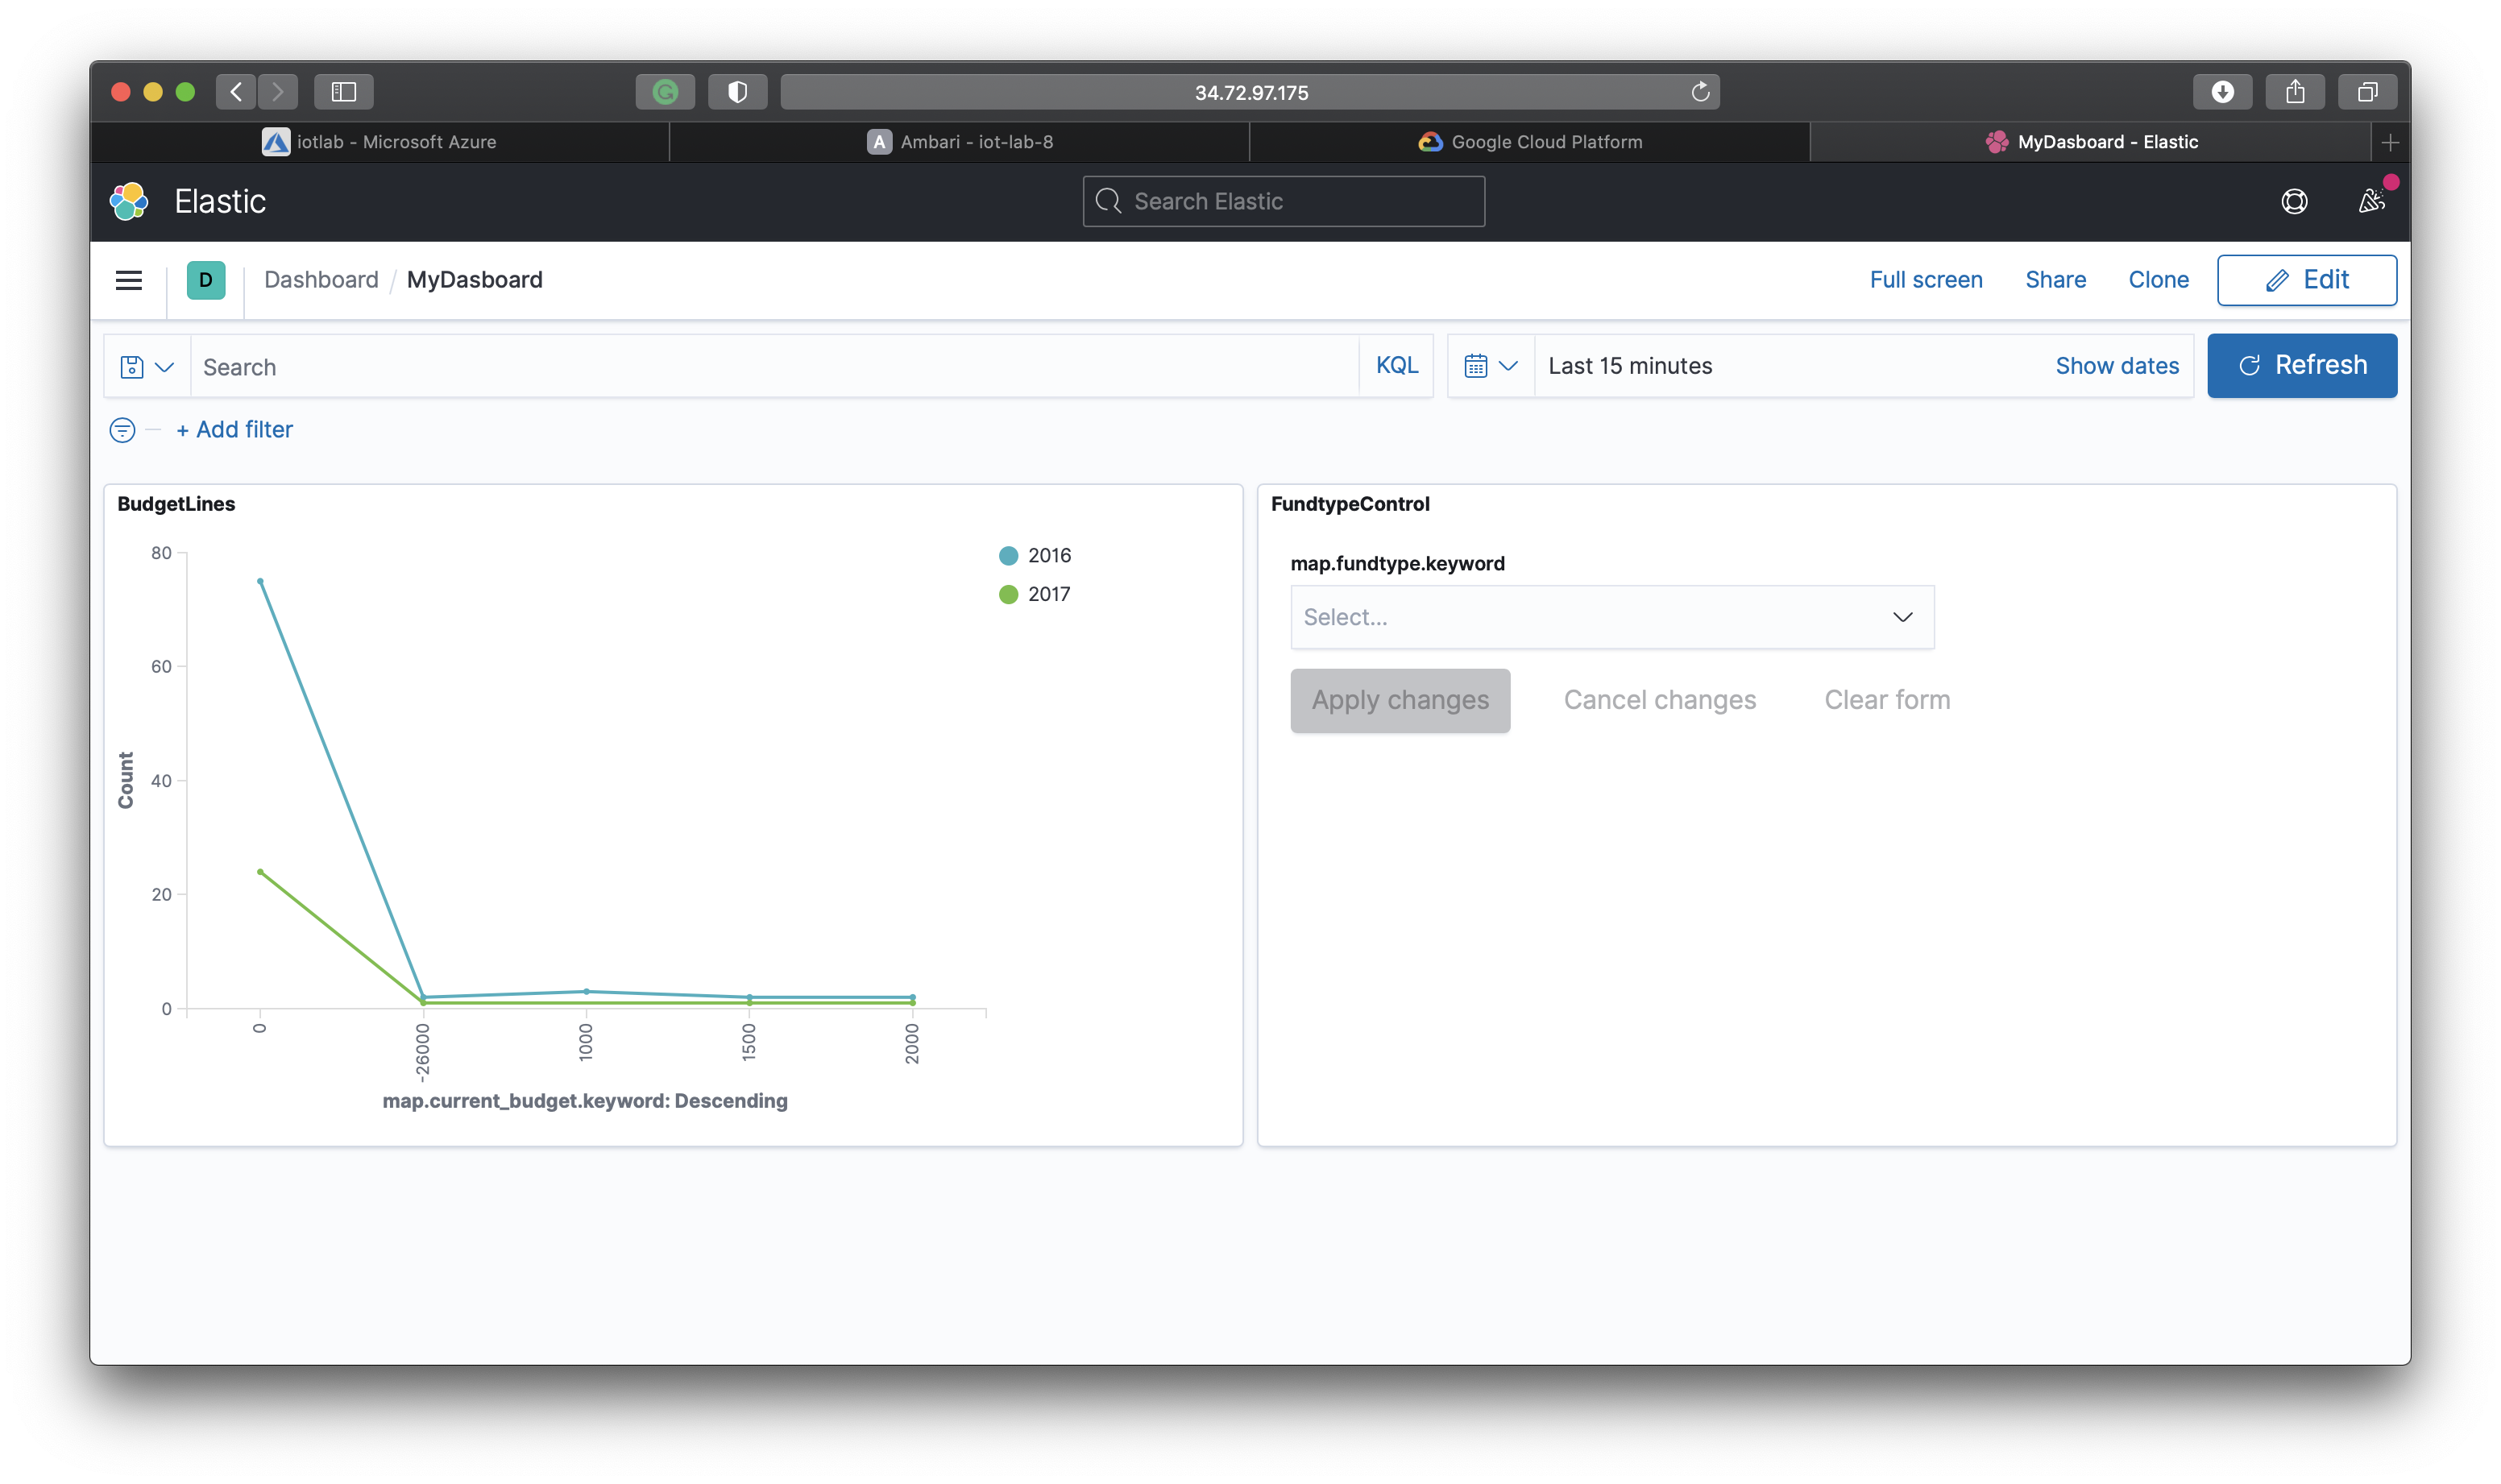 34.72.97.175
iotlab - Microsoft Azure
A Ambari - iot-lab-8
Google Cloud Platform
MyDasboard - Elastic
Elastic
Search Elastic
D
Dashboard / MyDasboard
Full screen
Share
Clone
Edit
Search
KQL
Last 15 minutes
Show dates
Refresh
+ Add filter
BudgetLines
80
60
40
20
0
Count
0
-26000
1000
1500
2000
map.current_budget.keyword: Descending
2016
2017
FundtypeControl
map.fundtype.keyword
Select...
Apply changes
Cancel changes
Clear form